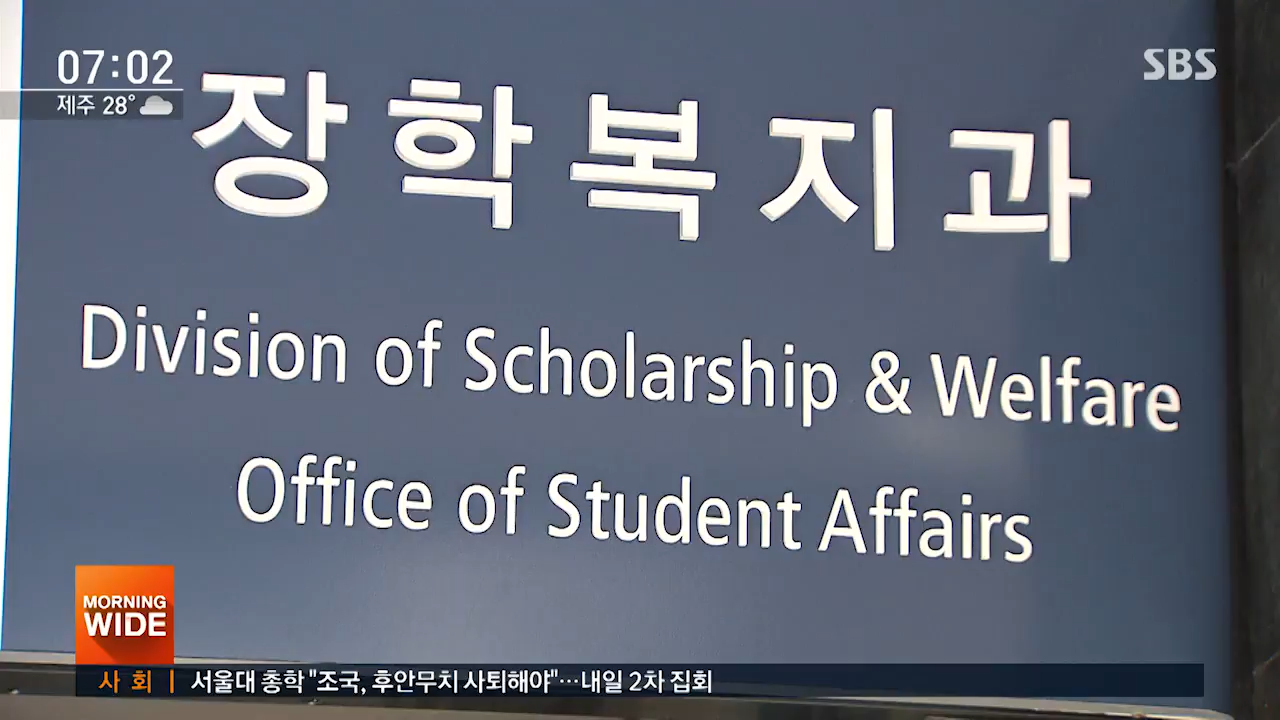 07:02
SBS
제주 28°
장학복지과
Division of Scholarship & Welfare
Office of Student Affairs
MORNING
WIDE
사 회 | 서울대 총학 "조국, 후안무치 사퇴해야"…내일 2차 집회